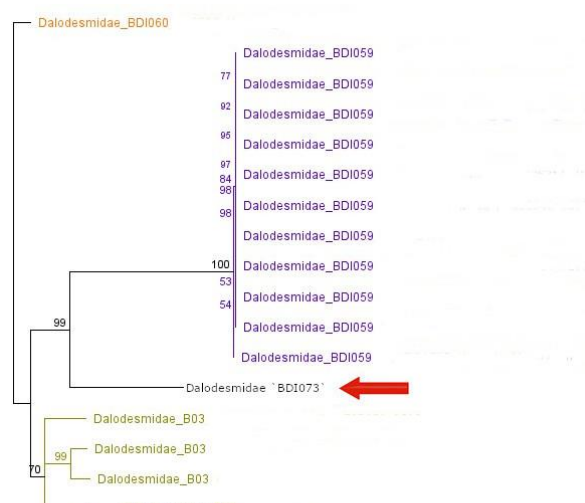 Dalodesmidae_BDI060
Dalodesmidae_BDI059
77
Dalodesmidae_BDI059
92
Dalodesmidae_BDI059
95
Dalodesmidae_BDI059
97
Dalodesmidae_BDI059
84
98
Dalodesmidae_BDI059
98
Dalodesmidae_BDI059
100
Dalodesmidae_BDI059
53
Dalodesmidae_BDI059
54
Dalodesmidae_BDI059
99
Dalodesmidae_BDI059
Dalodesmidae `BDI073`
Dalodesmidae_B03
99
Dalodesmidae_B03
70
Dalodesmidae_B03